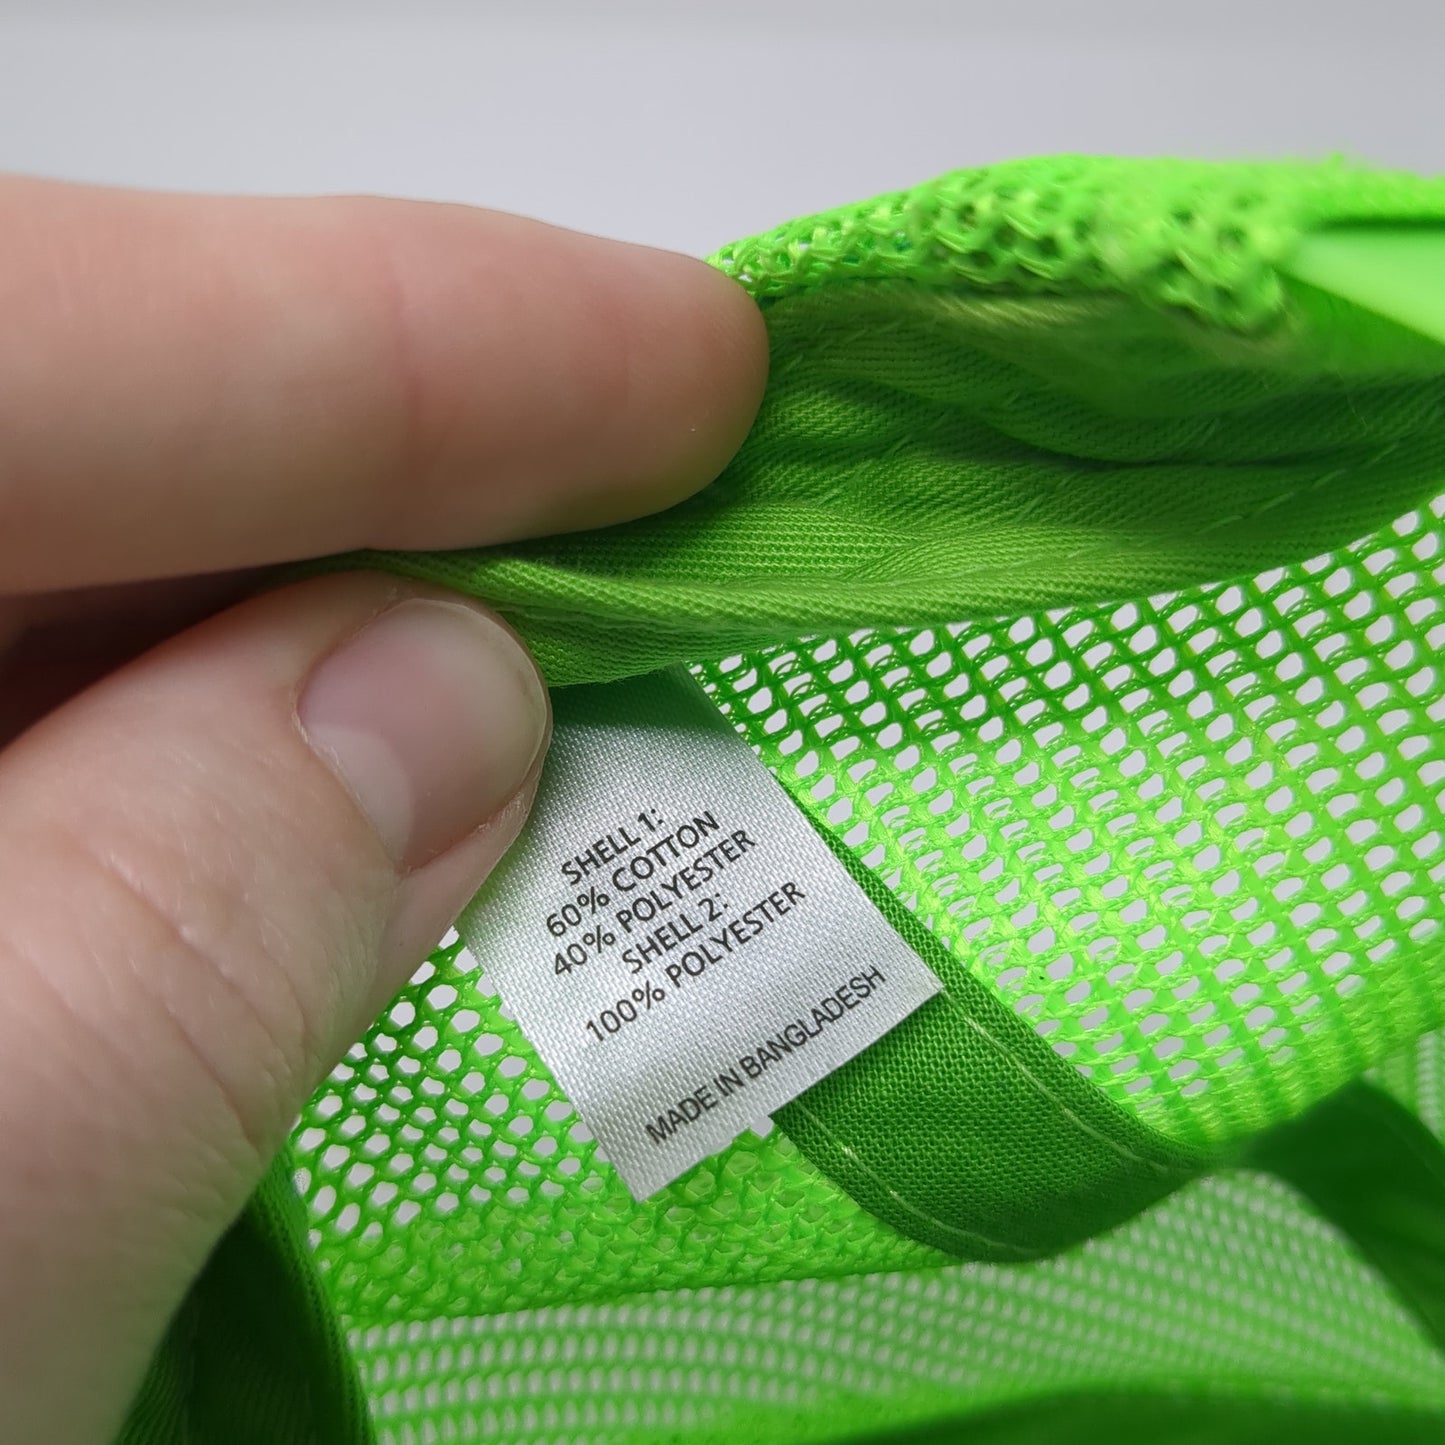 SHELL 1:
60% COTTON
40% POLYESTER
SHELL 2:
100% POLYESTER
MADE IN BANGLADESH